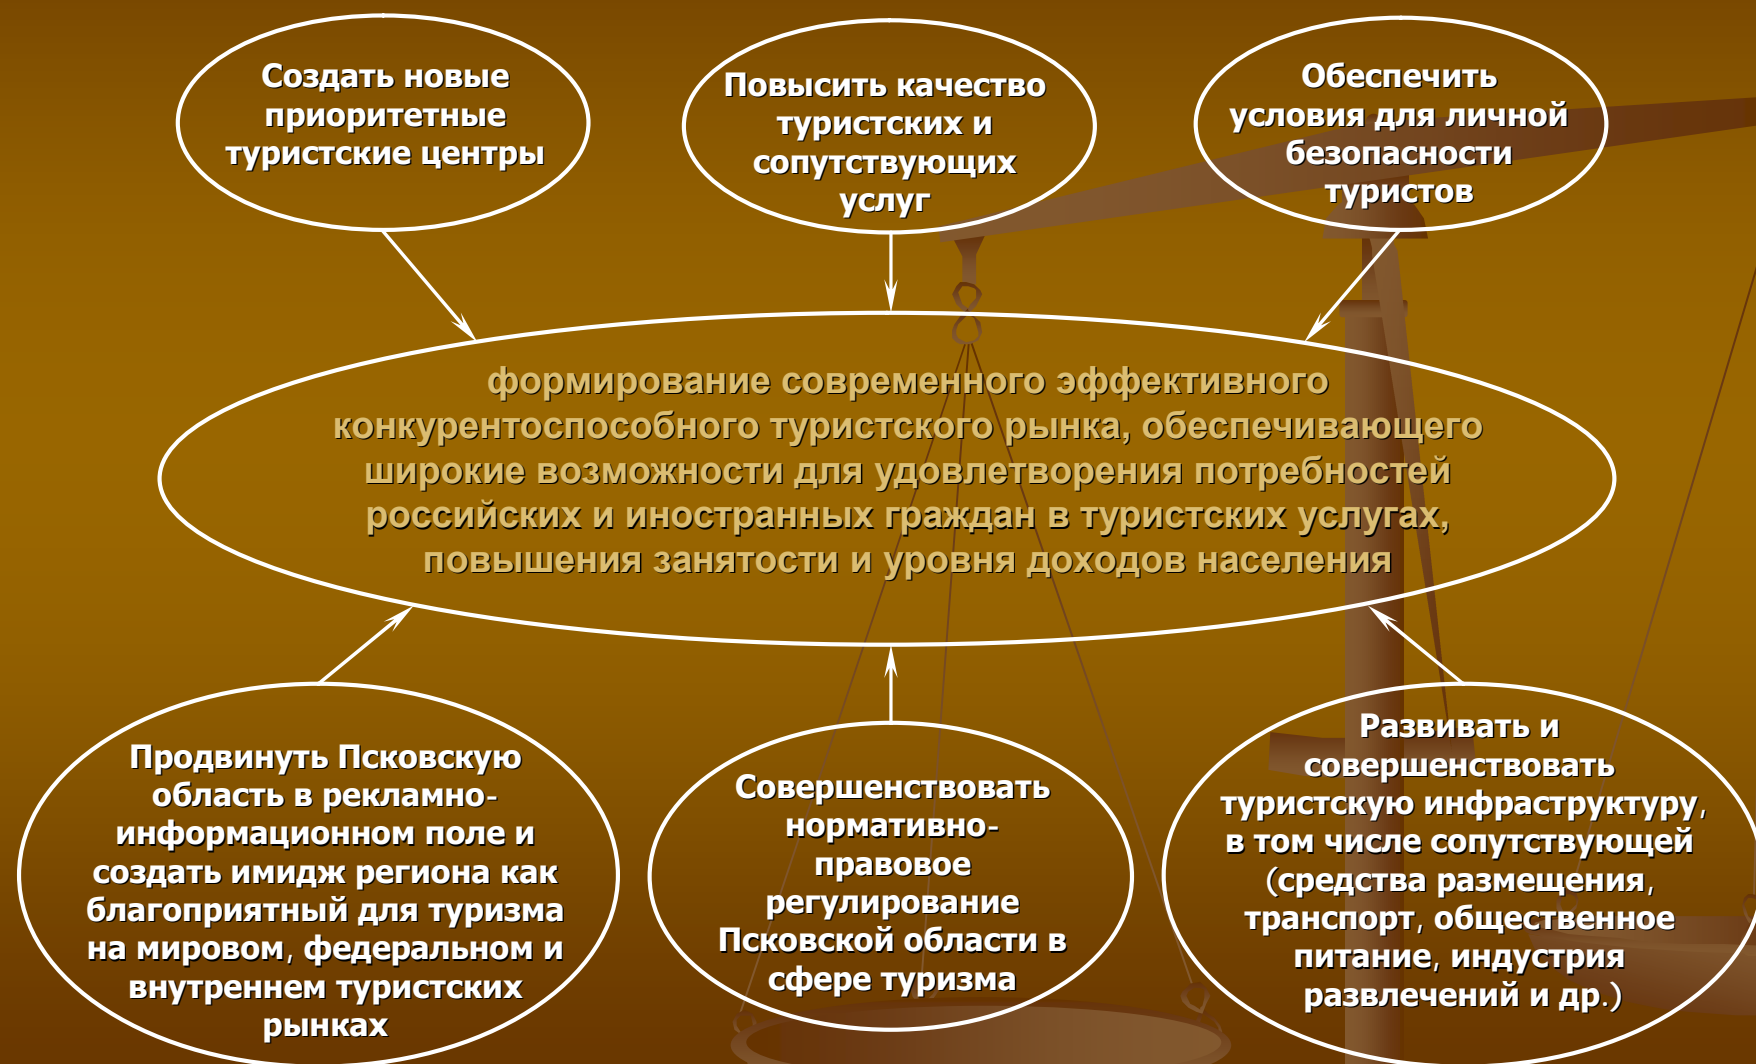 Создать новые
приоритетные
туристские центры
Повысить качество
туристских и
сопутствующих
услуг
Обеспечить
условия для личной
безопасности
туристов
формирование современного эффективного
конкурентоспособного туристского рынка, обеспечивающего
широкие возможности для удовлетворения потребностей
российских и иностранных граждан в туристских услугах,
повышения занятости и уровня доходов населения
Продвинуть Псковскую
область в рекламно-
информационном поле и
создать имидж региона как
благоприятный для туризма
на мировом, федеральном и
внутреннем туристских
рынках
Совершенствовать
нормативно-
правовое
регулирование
Псковской области в
сфере туризма
Развивать и
совершенствовать
туристскую инфраструктуру,
в том числе сопутствующей
(средства размещения,
транспорт, общественное
питание, индустрия
развлечений и др.)